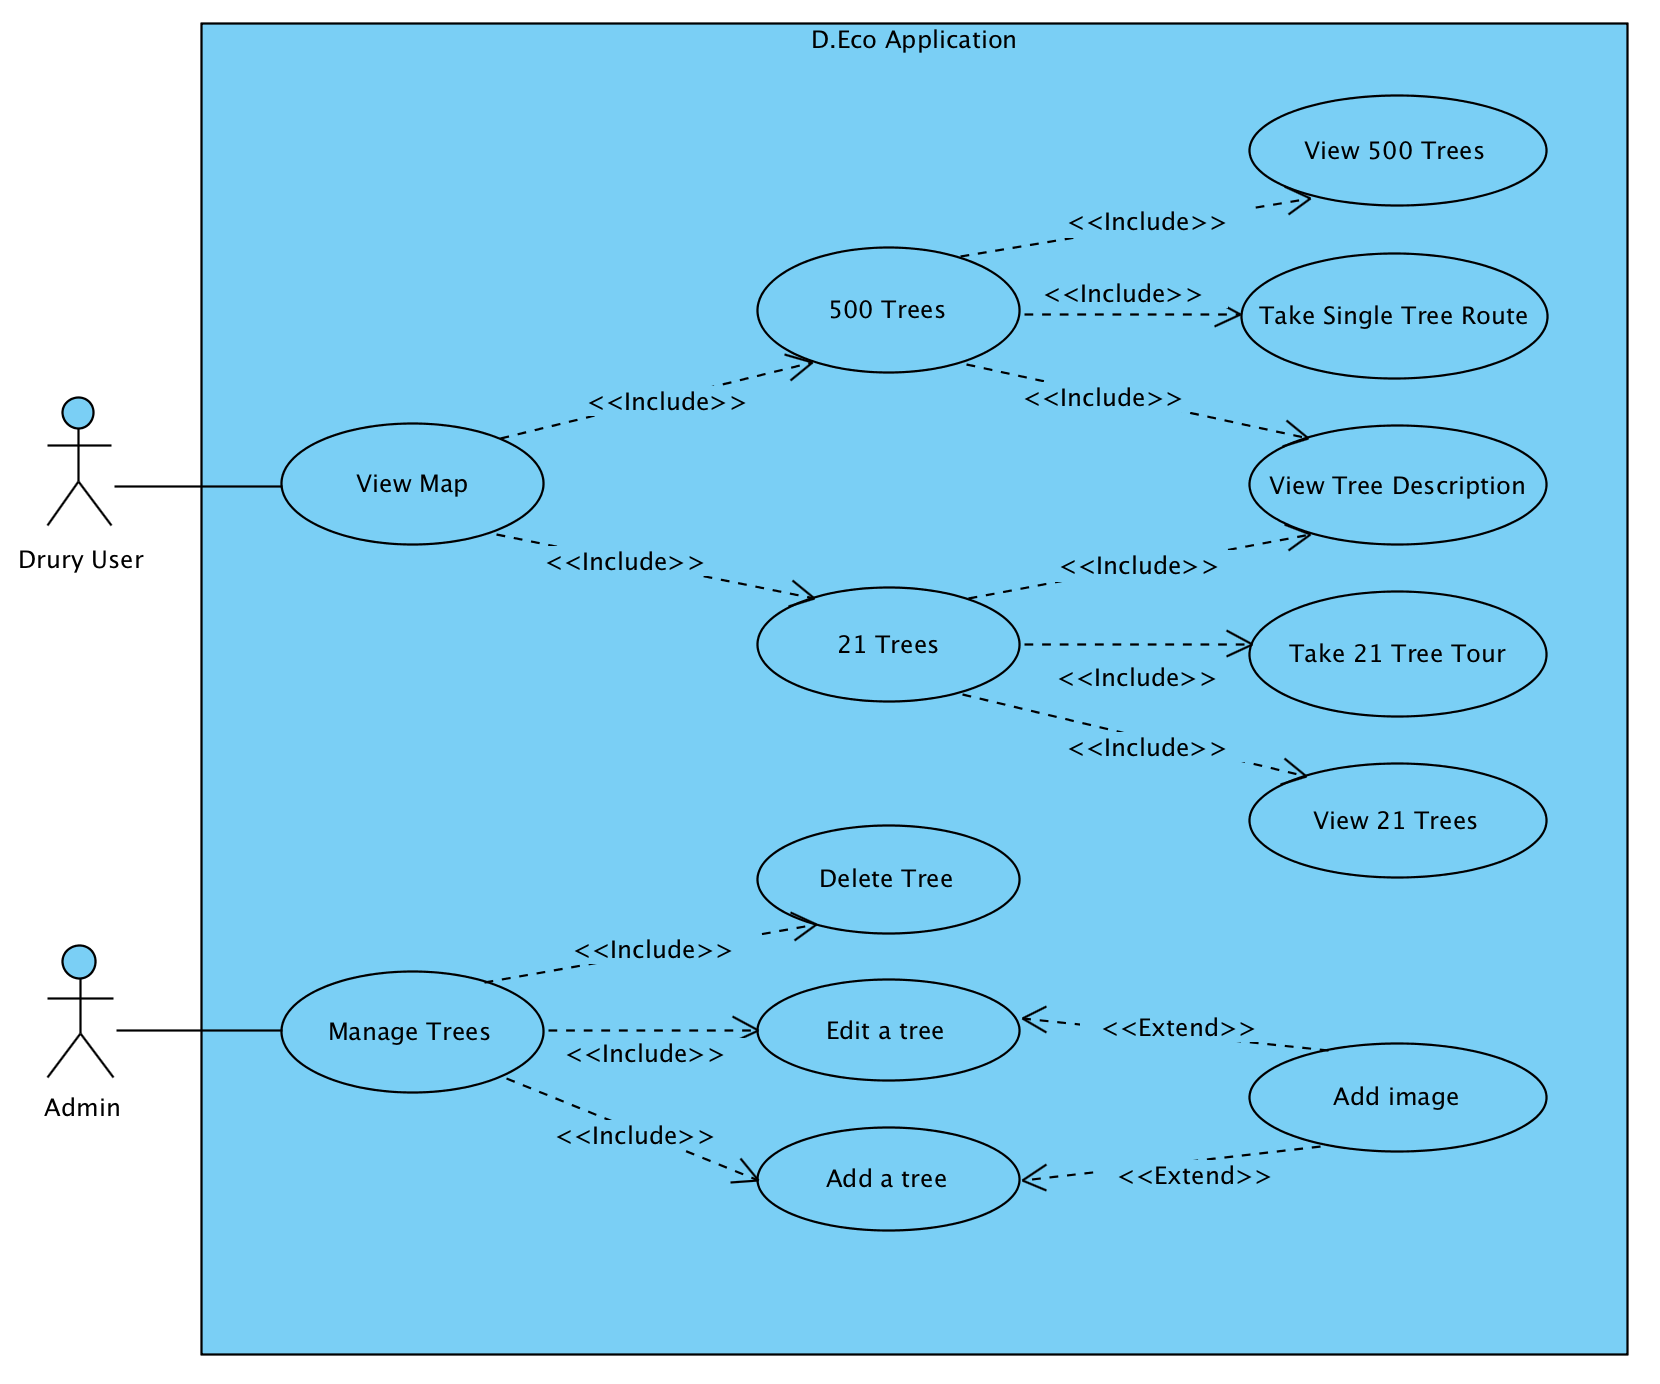 D.Eco Application
View 500 Trees
<<Include>>
<<Include>>
500 Trees
Take Single Tree Route
<<Include>>
<<Include>>
View Map
View Tree Description
Drury User
<<Include>>
<<Include>>
21 Trees
Take 21 Tree Tour
<<Include>>
<<Include>>
View 21 Trees
Delete Tree
<<Include>>
Manage Trees
Edit a tree
<<Extend>>
<<Include>>
Add image
Admin
<<Include>>
Add a tree
<<Extend>>